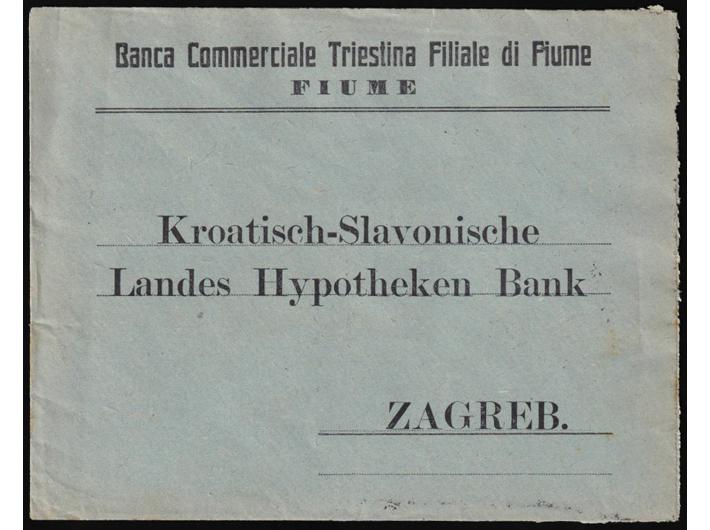 Banca Commerciale Triestina Filiale di Fiume
FIUME
Kroatisch-Slavonische
Landes Hypotheken Bank
ZAGREB.